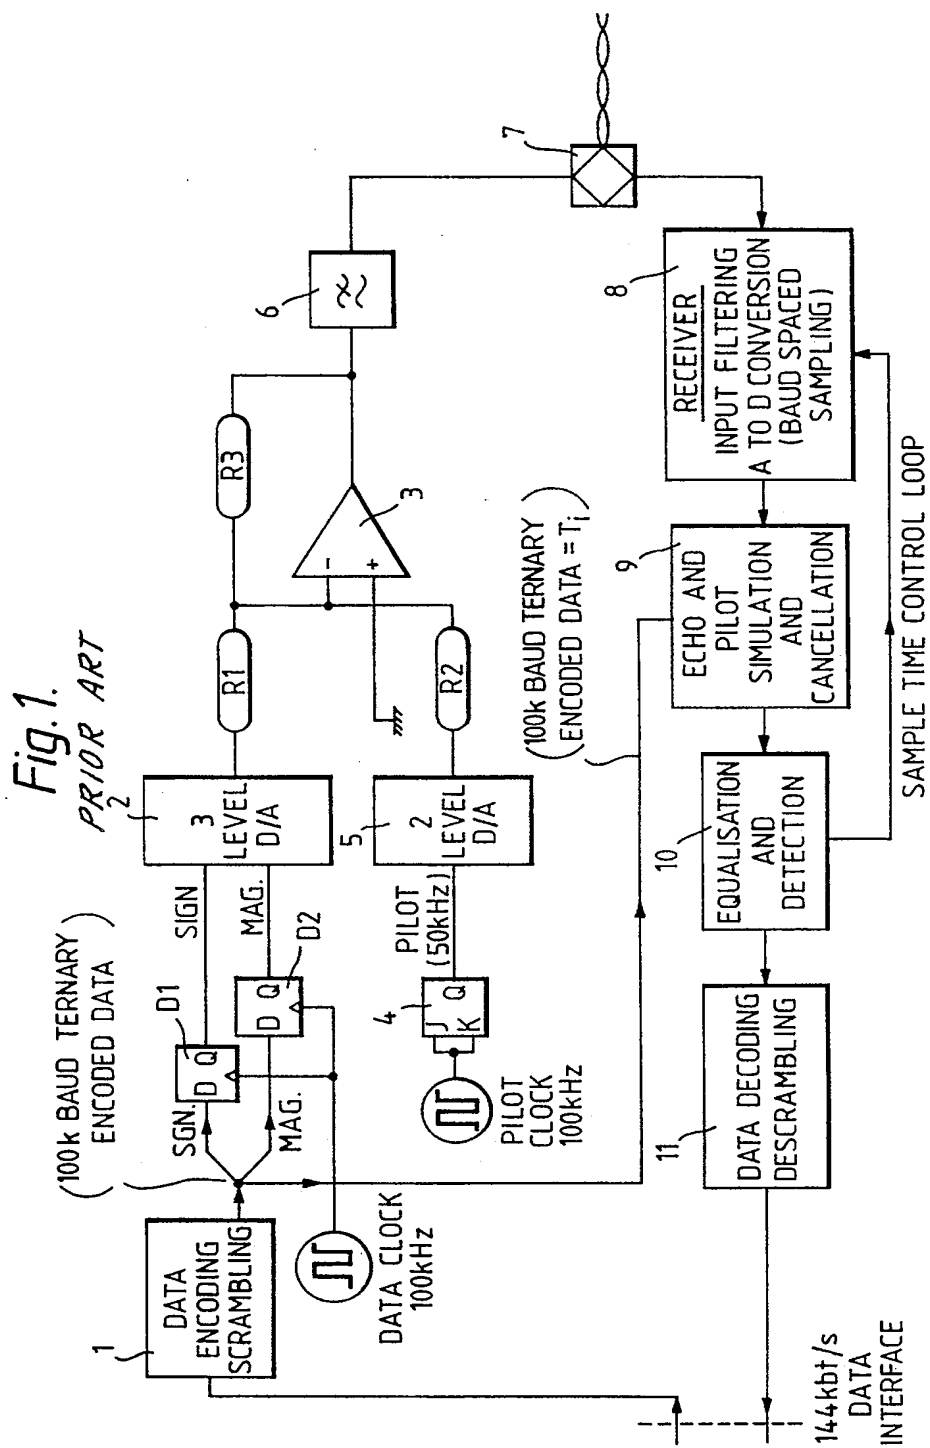 Fig.1.
PRIOR ART
1
DATA
ENCODING
SCRAMBLING
(100k BAUD TERNARY
ENCODED DATA)
SGN.
MAG.
D1
D Q
D2
D Q
SIGN
MAG.
2
3
LEVEL
D/A
R1
R3
3
−
+
6
7
DATA CLOCK
100kHz
PILOT
CLOCK
100kHz
4
J Q
K
PILOT
(50kHz)
5
2
LEVEL
D/A
R2
(100k BAUD TERNARY
ENCODED DATA = Ti)
8
RECEIVER
INPUT FILTERING
A TO D CONVERSION
(BAUD SPACED
SAMPLING)
9
ECHO AND
PILOT
SIMULATION
AND
CANCELLATION
10
EQUALISATION
AND
DETECTION
11
DATA DECODING
DESCRAMBLING
SAMPLE TIME CONTROL LOOP
144kbt/s
DATA
INTERFACE